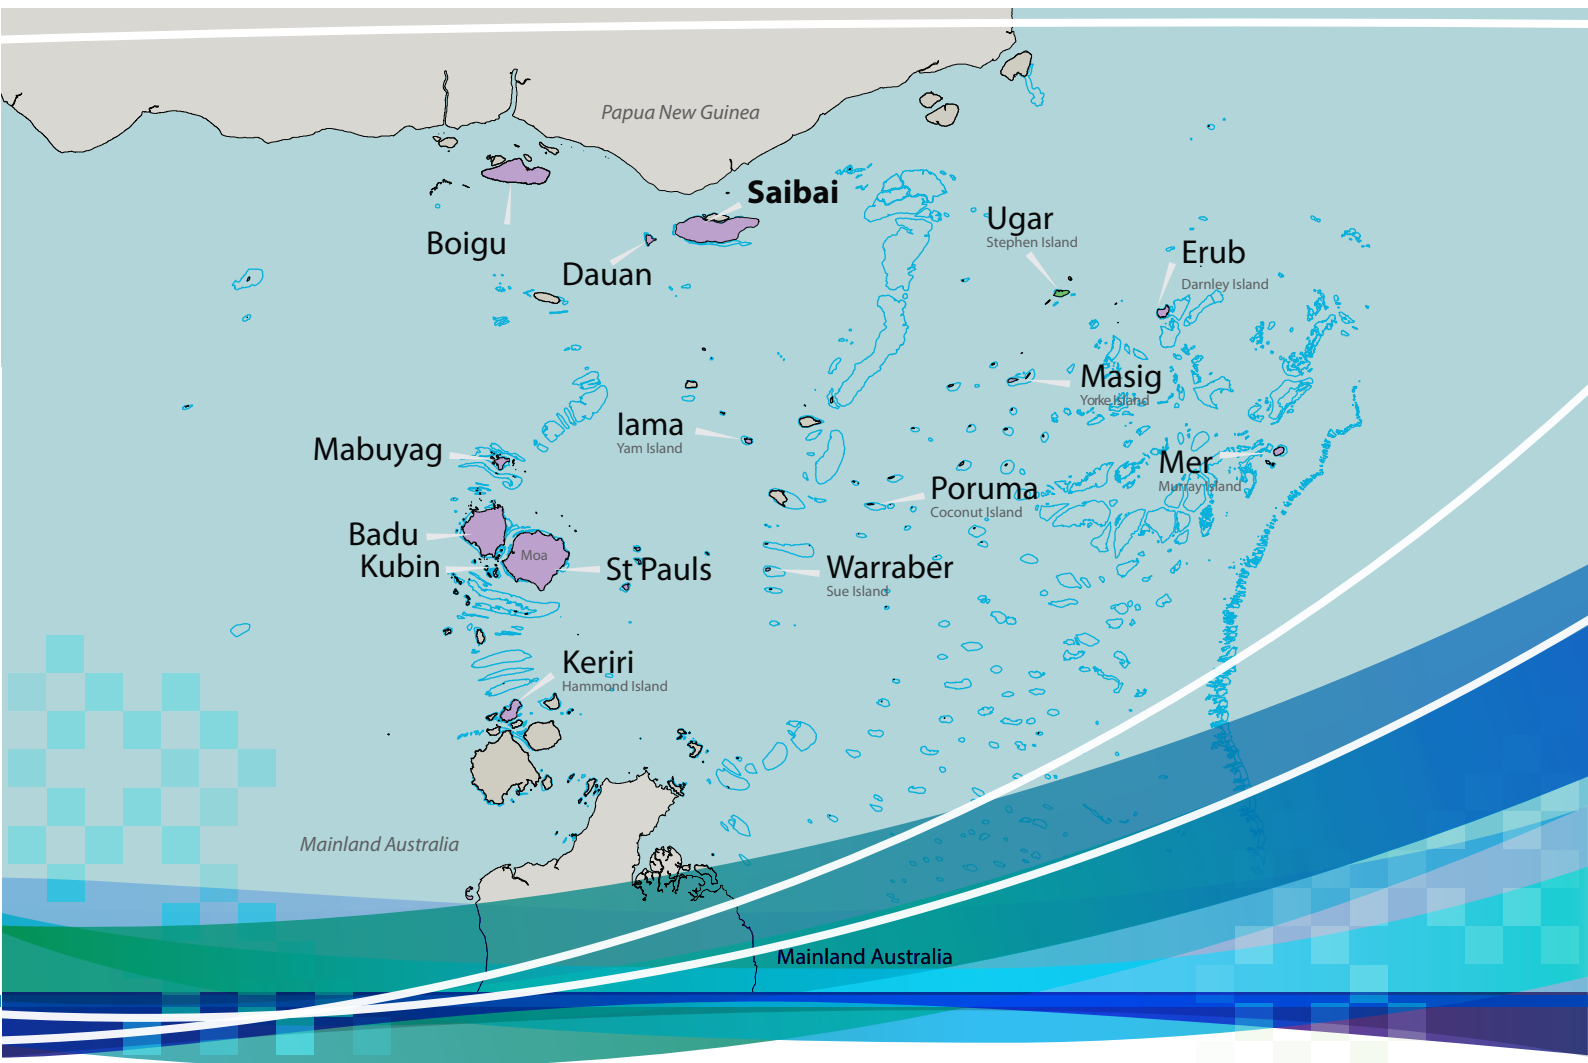 Papua New Guinea
Saibai
Boigu
Dauan
Ugar
Stephen Island
Erub
Darnley Island
Masig
Yorke Island
Iama
Yam Island
Mabuyag
Mer
Murray Island
Poruma
Coconut Island
Badu
Kubin
Moa
St Pauls
Warraber
Sue Island
Keriri
Hammond Island
Mainland Australia
Mainland Australia